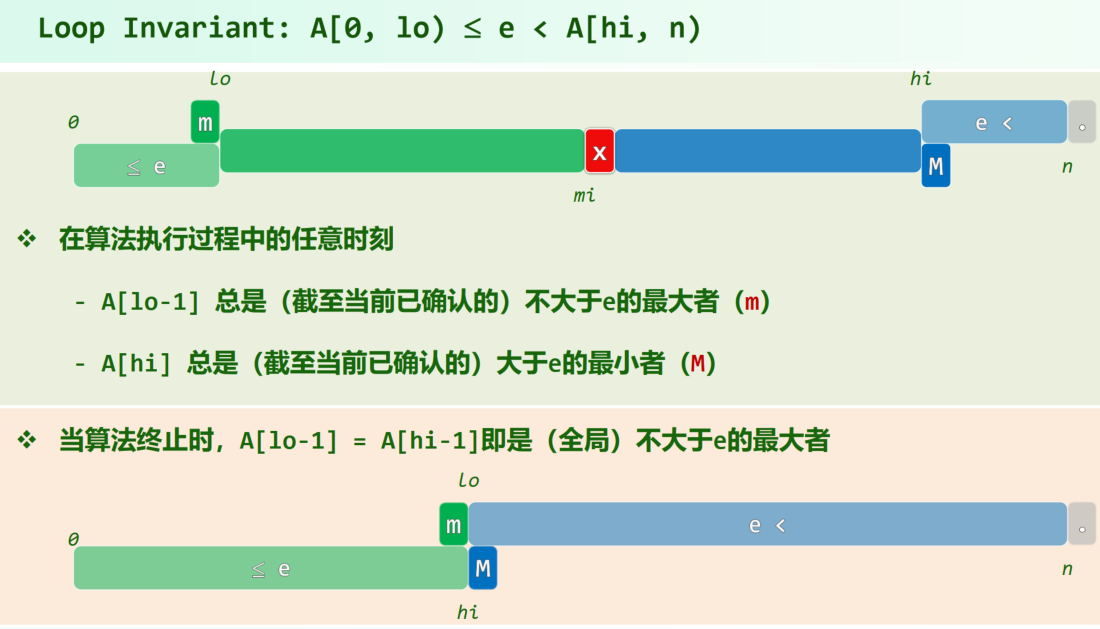 Loop Invariant: A[0, lo) ≤ e < A[hi, n)
lo hi
0 m e < .
≤ e x M n
mi
❖ 在算法执行过程中的任意时刻
- A[lo-1] 总是（截至当前已确认的）不大于e的最大者（m）
- A[hi] 总是（截至当前已确认的）大于e的最小者（M）
❖ 当算法终止时，A[lo-1] = A[hi-1]即是（全局）不大于e的最大者
lo
0 m e < .
≤ e M n
hi